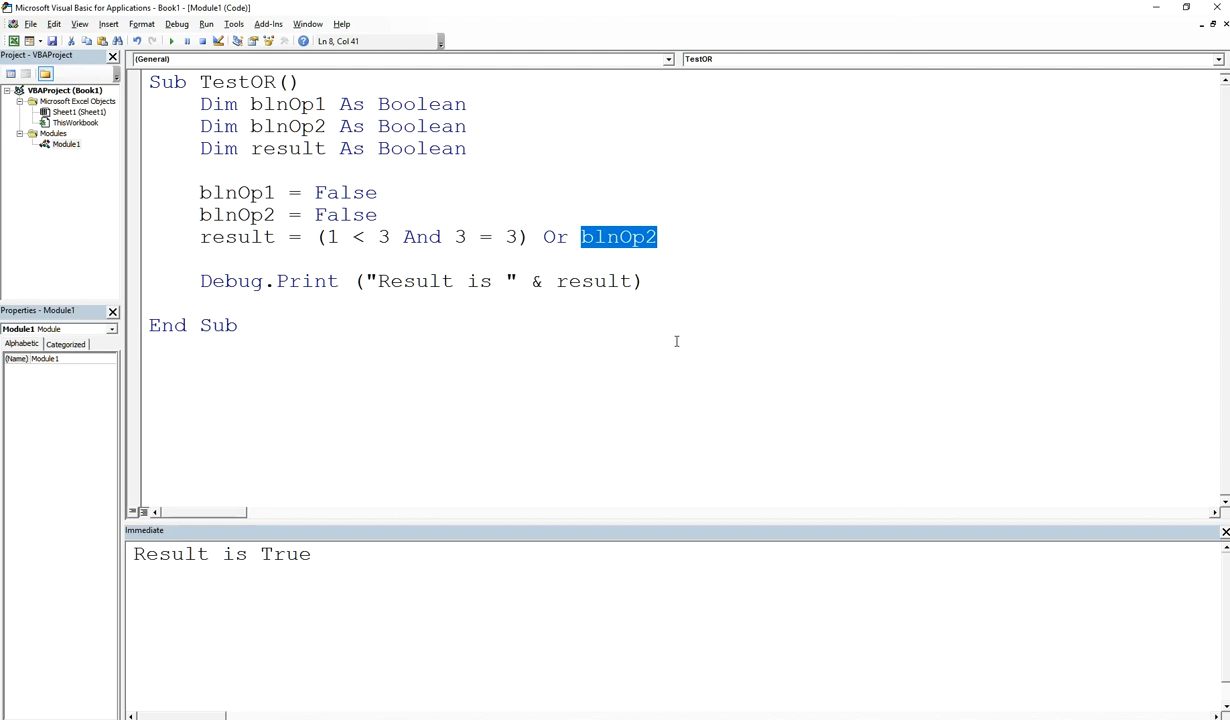 Microsoft Visual Basic for Applications - Book1 - [Module1 (Code)]
File Edit View Insert Format Debug Run Tools Add-Ins Window Help
Ln 8, Col 41
Project - VBAProject
(General)
TestOR
VBAProject (Book1)
Microsoft Excel Objects
Sheet1 (Sheet1)
ThisWorkbook
Modules
Module1
Sub TestOR()
Dim blnOp1 As Boolean
Dim blnOp2 As Boolean
Dim result As Boolean
blnOp1 = False
blnOp2 = False
result = (1 < 3 And 3 = 3) Or blnOp2
Debug.Print ("Result is " & result)
End Sub
Properties - Module1
Module1 Module
Alphabetic Categorized
(Name) Module1
Immediate
Result is True